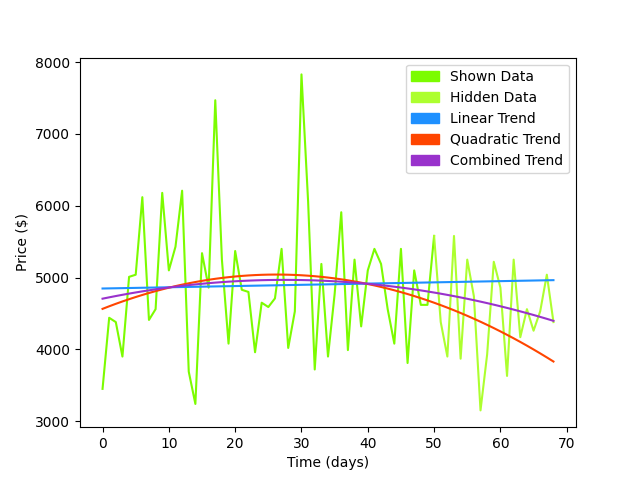 8000
7000
6000
5000
4000
3000
Price ($)
0 10 20 30 40 50 60 70
Time (days)
Shown Data
Hidden Data
Linear Trend
Quadratic Trend
Combined Trend